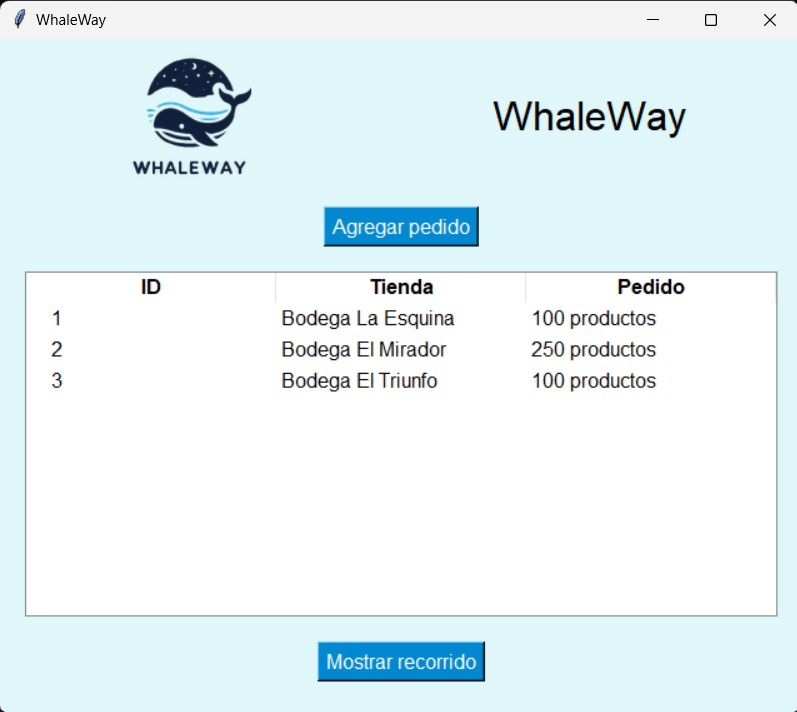 WhaleWay
WHALEWAY
WhaleWay
Agregar pedido
ID Tienda Pedido
1 Bodega La Esquina 100 productos
2 Bodega El Mirador 250 productos
3 Bodega El Triunfo 100 productos
Mostrar recorrido